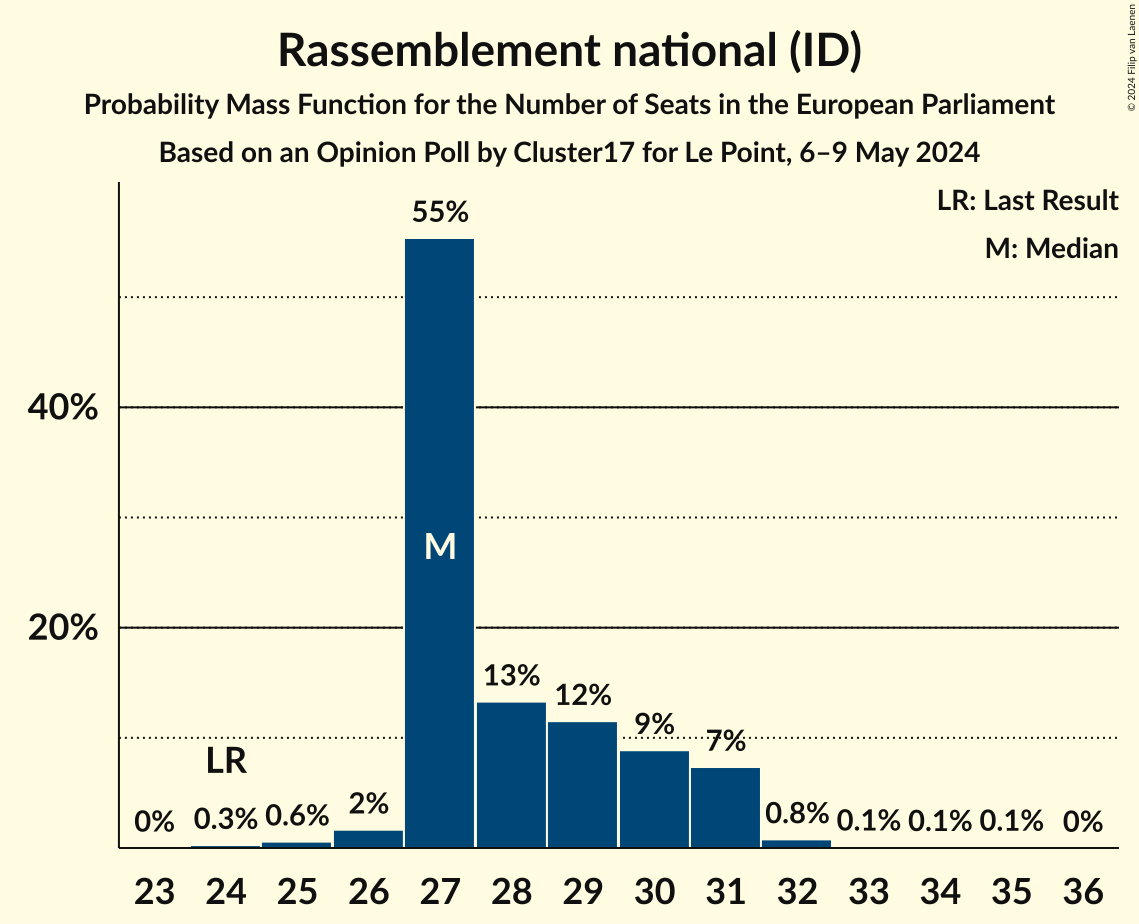 Rassemblement national (ID)
Probability Mass Function for the Number of Seats in the European Parliament
Based on an Opinion Poll by Cluster17 for Le Point, 6–9 May 2024
© 2024 Filip van Laenen
LR: Last Result
M: Median
40%
20%
0%
LR
0.3%
0.6%
2%
55%
M
13%
12%
9%
7%
0.8%
0.1%
0.1%
0.1%
0%
23 24 25 26 27 28 29 30 31 32 33 34 35 36